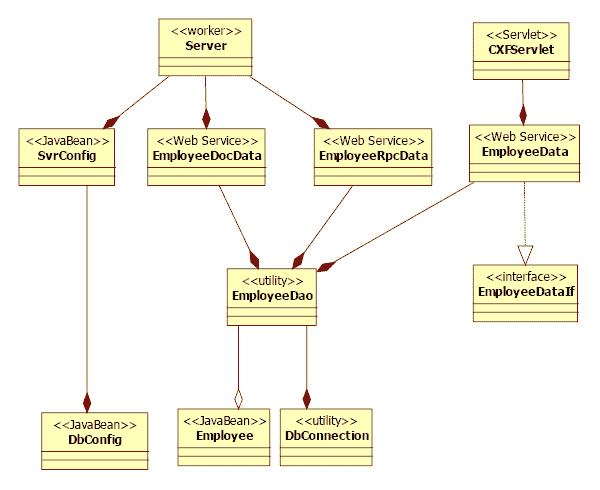 <<worker>>
Server
<<Servlet>>
CXFServlet
<<JavaBean>>
SvrConfig
<<Web Service>>
EmployeeDocData
<<Web Service>>
EmployeeRpcData
<<Web Service>>
EmployeeData
<<utility>>
EmployeeDao
<<interface>>
EmployeeDataIf
<<JavaBean>>
DbConfig
<<JavaBean>>
Employee
<<utility>>
DbConnection